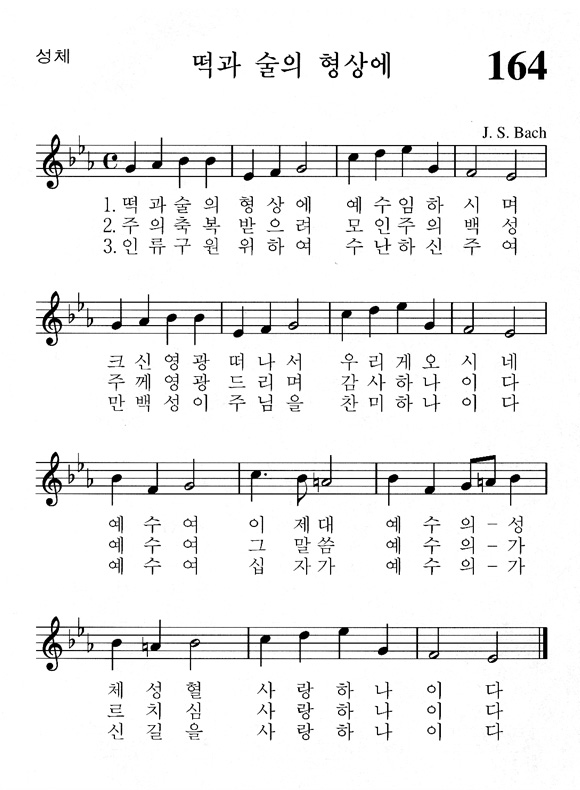 성체
떡과 술의 형상에
164
J. S. Bach
1. 떡 과 술 의 형 상 에 예 수 임 하 시 며
2. 주 의 축 복 받 으 려 모 인 주 의 백 성
3. 인 류 구 원 위 하 여 수 난 하 신 주 여
크 신 영 광 떠 나 서 우 리 게 오 시 네
주 께 영 광 드 리 며 감 사 하 나 이 다
만 백 성 이 주 님 을 찬 미 하 나 이 다
예 수 여 이 제 대 예 수 의 - 성
예 수 여 그 말 씀 예 수 의 - 가
예 수 여 십 자 가 예 수 의 - 가
체 성 혈 사 랑 하 나 이 다
르 치 심 사 랑 하 나 이 다
신 길 을 사 랑 하 나 이 다